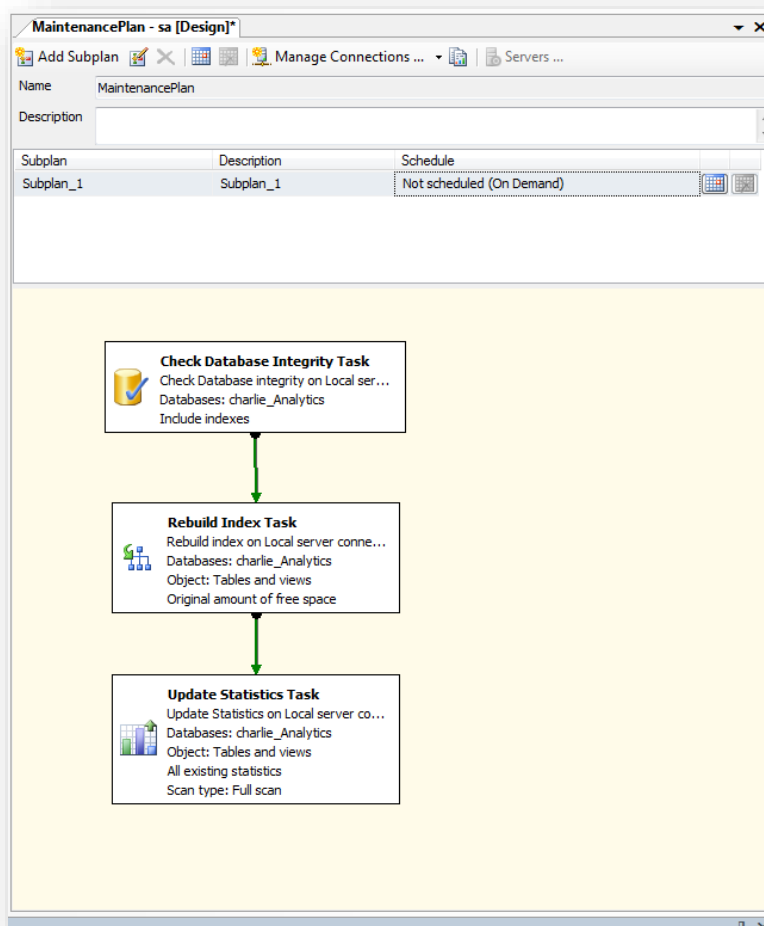 MaintenancePlan - sa [Design]*
Add Subplan Manage Connections ... Servers ...
Name MaintenancePlan
Description
Subplan Description Schedule
Subplan_1 Subplan_1 Not scheduled (On Demand)
Check Database Integrity Task
Check Database integrity on Local ser...
Databases: charlie_Analytics
Include indexes
Rebuild Index Task
Rebuild index on Local server conne...
Databases: charlie_Analytics
Object: Tables and views
Original amount of free space
Update Statistics Task
Update Statistics on Local server co...
Databases: charlie_Analytics
Object: Tables and views
All existing statistics
Scan type: Full scan